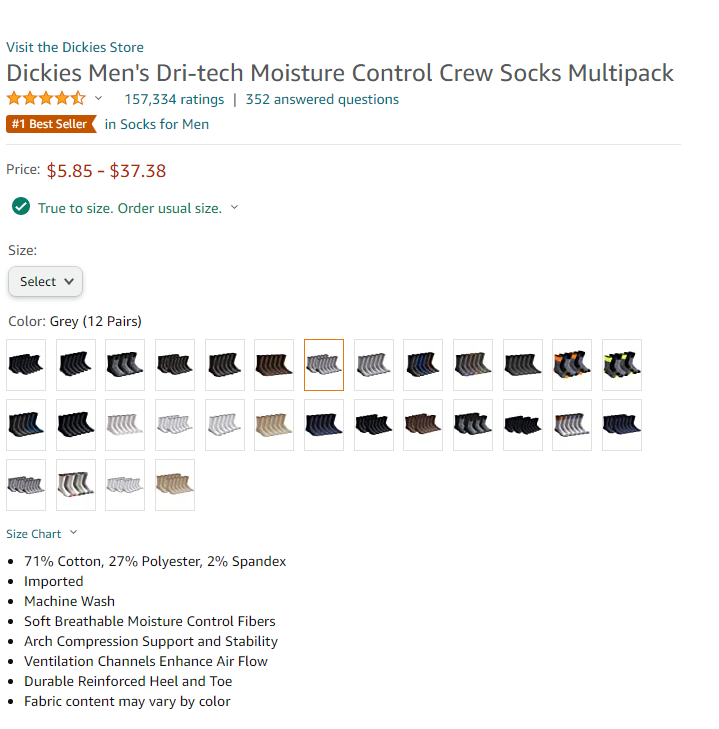 Visit the Dickies Store
Dickies Men's Dri-tech Moisture Control Crew Socks Multipack
157,334 ratings | 352 answered questions
#1 Best Seller in Socks for Men
Price: $5.85 - $37.38
True to size. Order usual size.
Size:
Select
Color: Grey (12 Pairs)
Size Chart
71% Cotton, 27% Polyester, 2% Spandex
Imported
Machine Wash
Soft Breathable Moisture Control Fibers
Arch Compression Support and Stability
Ventilation Channels Enhance Air Flow
Durable Reinforced Heel and Toe
Fabric content may vary by color